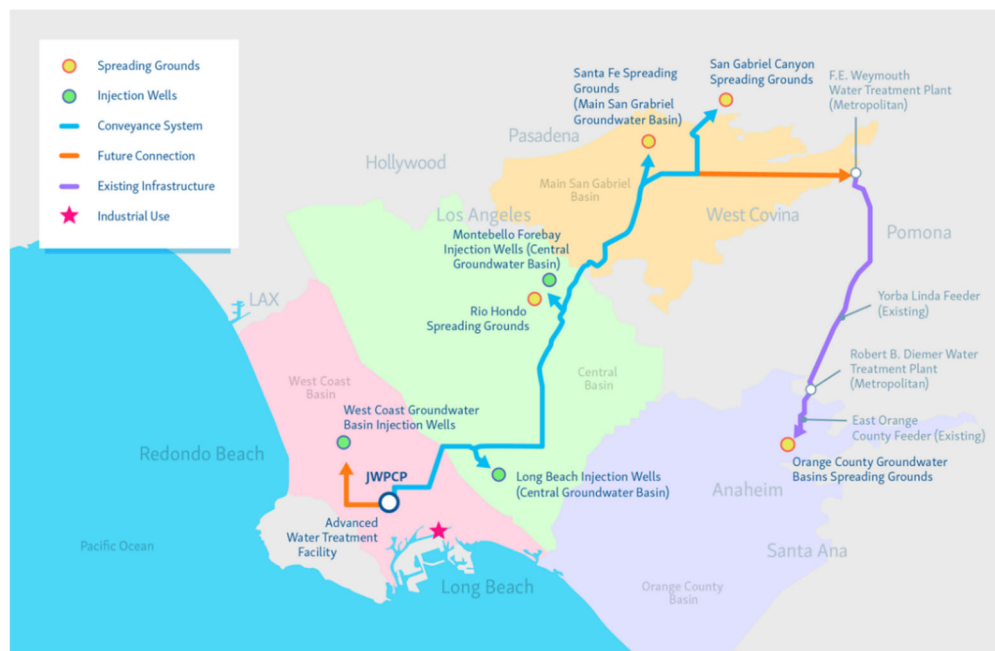 Spreading Grounds
Injection Wells
Conveyance System
Future Connection
Existing Infrastructure
Industrial Use
Santa Fe Spreading
Grounds
(Main San Grabriel
Groundwater Basin)
San Gabriel Canyon
Spreading Grounds
F.E. Weymouth
Water Treatment Plant
(Metropolitan)
Pasadena
Hollywood
Main San Gabriel
Basin
Los Angeles
West Covina
Pomona
Montebello Forebay
Injection Wells (Central
Groundwater Basin)
LAX
Rio Hondo
Spreading Grounds
Yorba Linda Feeder
(Existing)
Robert B. Diemer Water
Treatment Plant
(Metropolitan)
West Coast
Basin
Central
Basin
West Coast Groundwater
Basin Injection Wells
East Orange
County Feeder (Existing)
Redondo Beach
JWPCP
Long Beach Injection Wells
(Central Groundwater Basin)
Orange County Groundwater
Basins Spreading Grounds
Anaheim
Advanced
Water Treatment
Facility
Pacific Ocean
Santa Ana
Long Beach
Orange County
Basin